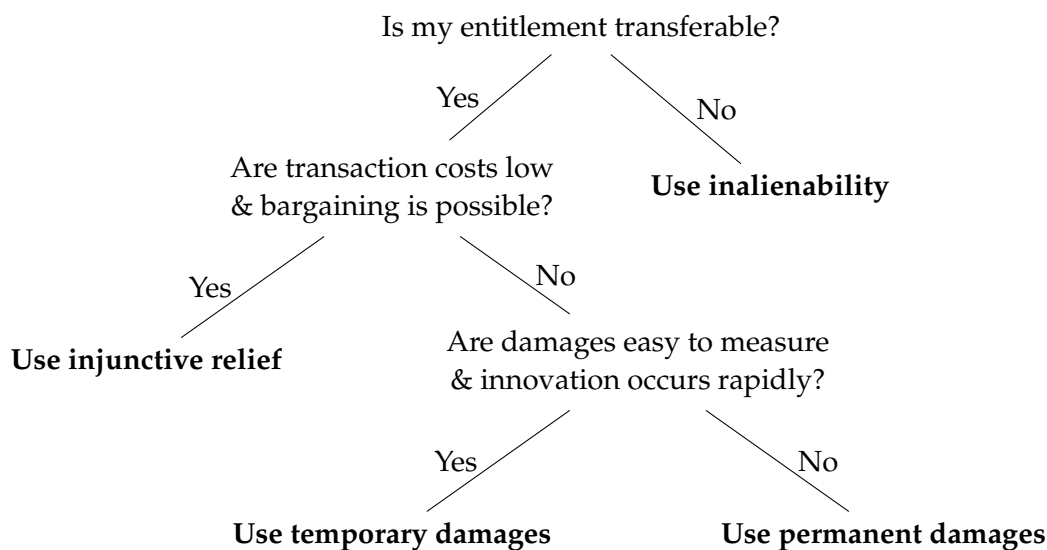 Is my entitlement transferable?
Yes
No
Are transaction costs low
& bargaining is possible?
Use inalienability
Yes
No
Use injunctive relief
Are damages easy to measure
& innovation occurs rapidly?
Yes
No
Use temporary damages
Use permanent damages